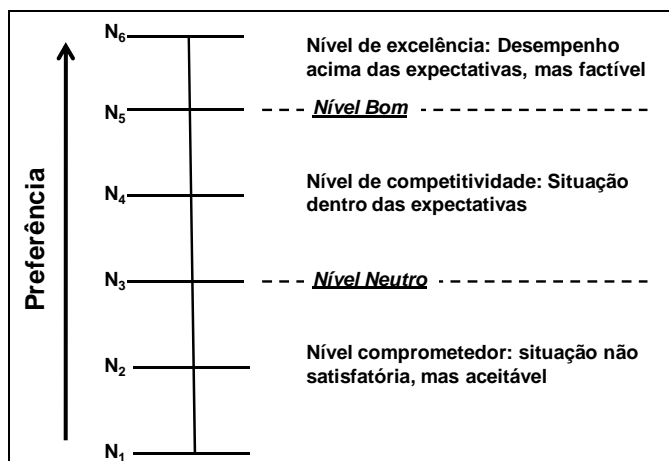 Preferência
N6
Nível de excelência: Desempenho
acima das expectativas, mas factível
N5
Nível Bom
N4
Nível de competitividade: Situação
dentro das expectativas
N3
Nível Neutro
N2
Nível comprometedor: situação não
satisfatória, mas aceitável
N1